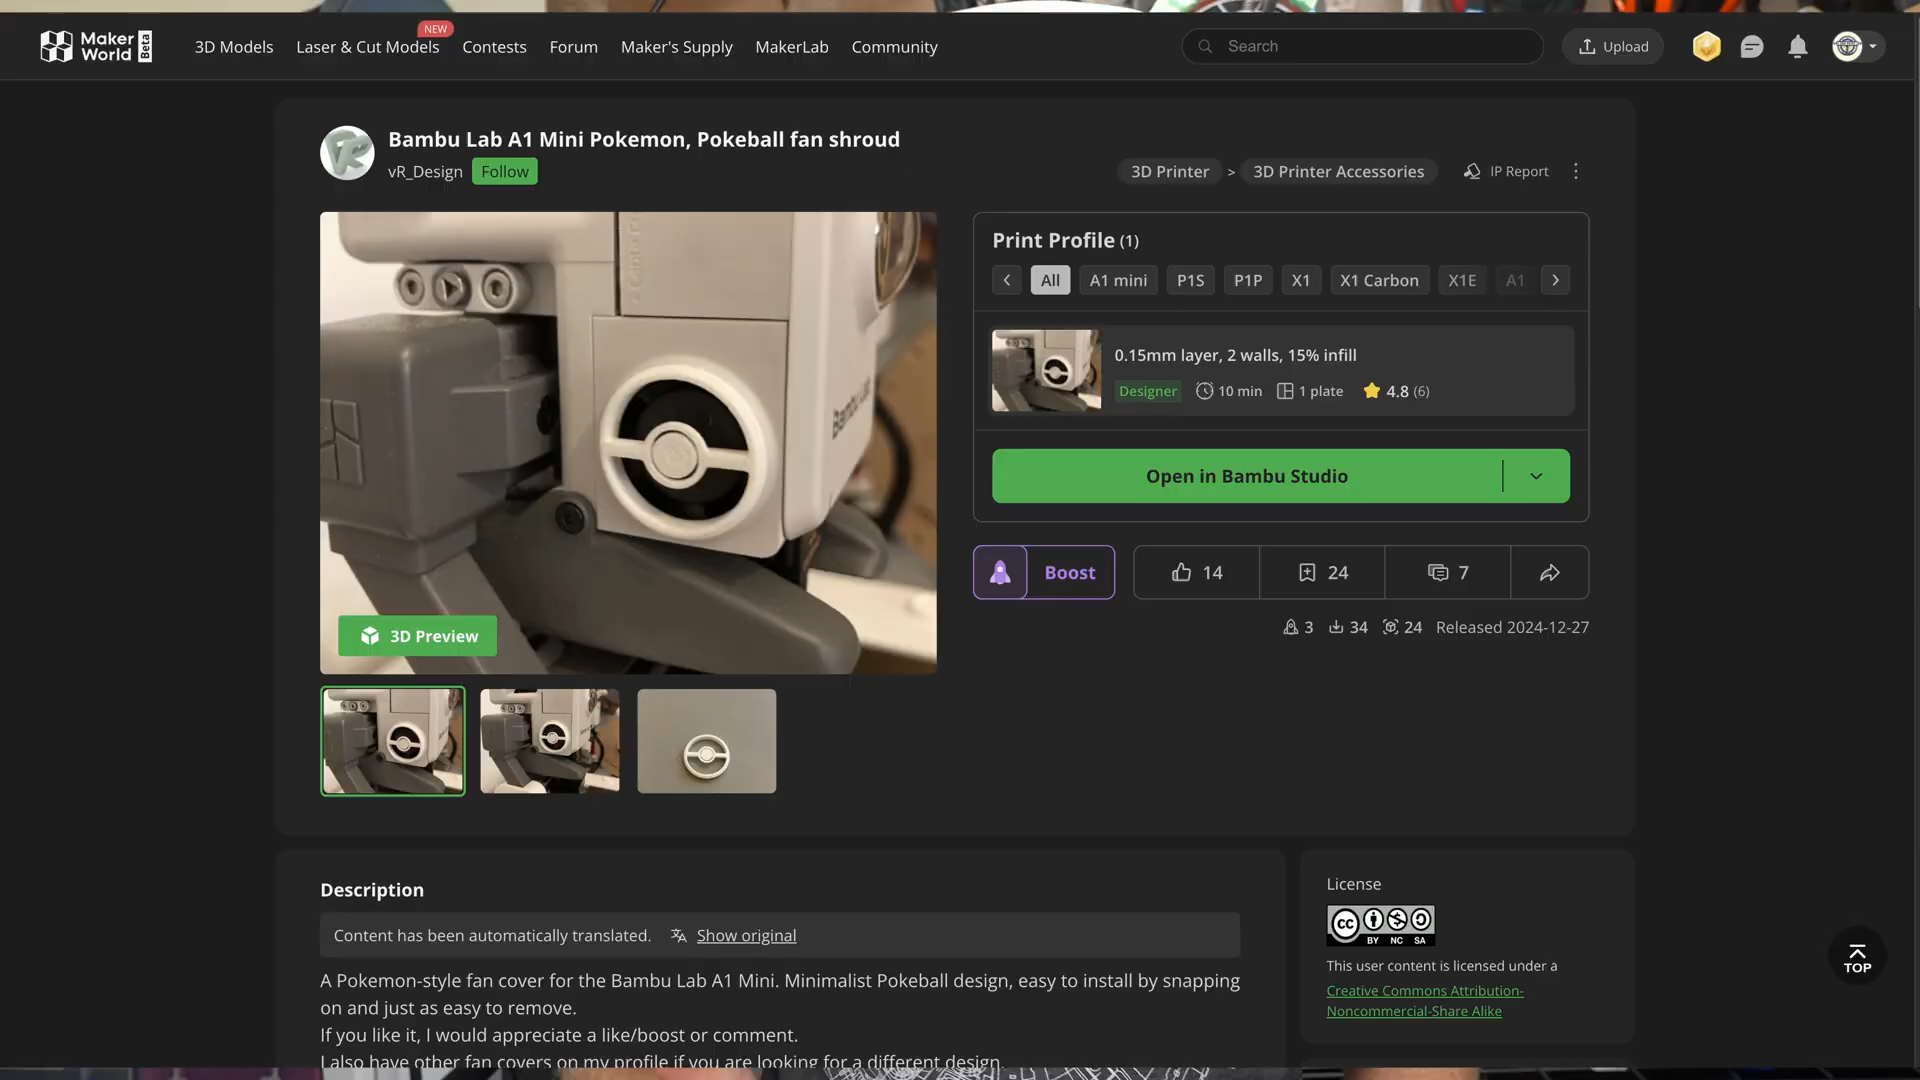 Maker World Beta
3D Models
Laser & Cut Models
NEW
Contests
Forum
Maker's Supply
MakerLab
Community
Search
Upload
Bambu Lab A1 Mini Pokemon, Pokeball fan shroud
vR_Design
Follow
3D Printer > 3D Printer Accessories
IP Report
Bambu Lab
3D Preview
Print Profile (1)
All
A1 mini
P1S
P1P
X1
X1 Carbon
X1E
A1
0.15mm layer, 2 walls, 15% infill
Designer
10 min
1 plate
4.8 (6)
Open in Bambu Studio
Boost
14
24
7
3
34
24
Released 2024-12-27
Description
Content has been automatically translated.
Show original
A Pokemon-style fan cover for the Bambu Lab A1 Mini. Minimalist Pokeball design, easy to install by snapping
on and just as easy to remove.
If you like it, I would appreciate a like/boost or comment.
I also have other fan covers on my profile if you are looking for a different design.
License
CC BY NC SA
This user content is licensed under a
Creative Commons Attribution-
Noncommercial-Share Alike
TOP